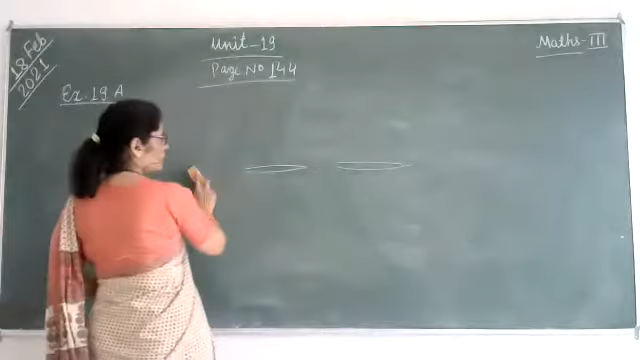 18 Feb
2021
Unit-19
Page No 144
Maths-III
Ex. 19 A